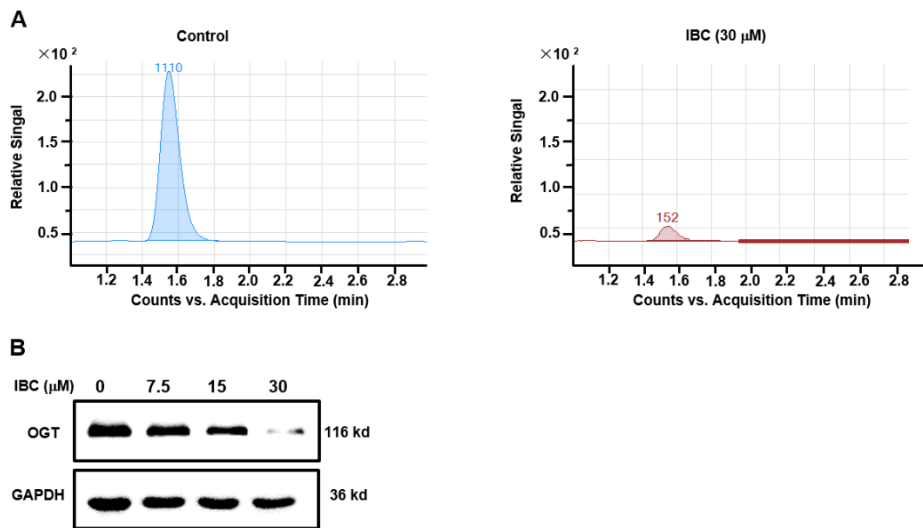 A
Control
×10 2
1110
2.0
1.5
1.0
0.5
Relative Singal
1.2 1.4 1.6 1.8 2.0 2.2 2.4 2.6 2.8
Counts vs. Acquisition Time (min)
IBC (30 μM)
×10 2
2.0
1.5
1.0
0.5
Relative Singal
152
1.2 1.4 1.6 1.8 2.0 2.2 2.4 2.6 2.8
Counts vs. Acquisition Time (min)
B
IBC (μM) 0 7.5 15 30
OGT 116 kd
GAPDH 36 kd